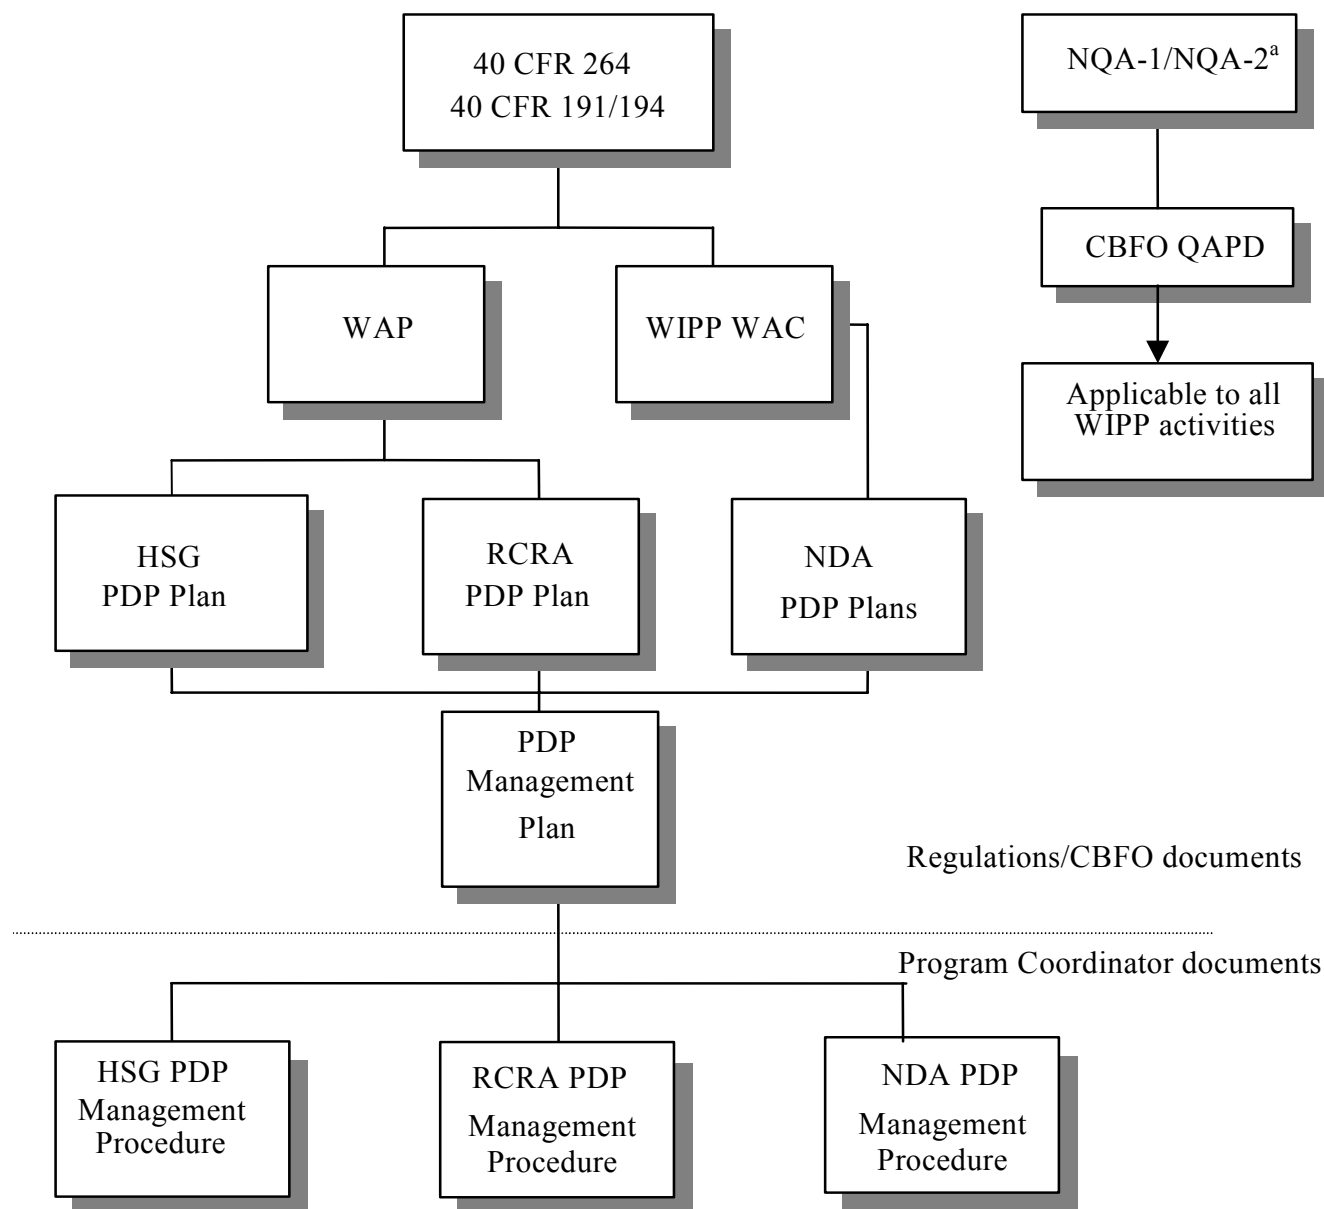 40 CFR 264
40 CFR 191/194
NQA-1/NQA-2ᵃ
CBFO QAPD
Applicable to all
WIPP activities
WAP
WIPP WAC
HSG
PDP Plan
RCRA
PDP Plan
NDA
PDP Plans
PDP
Management
Plan
Regulations/CBFO documents
Program Coordinator documents
HSG PDP
Management
Procedure
RCRA PDP
Management
Procedure
NDA PDP
Management
Procedure